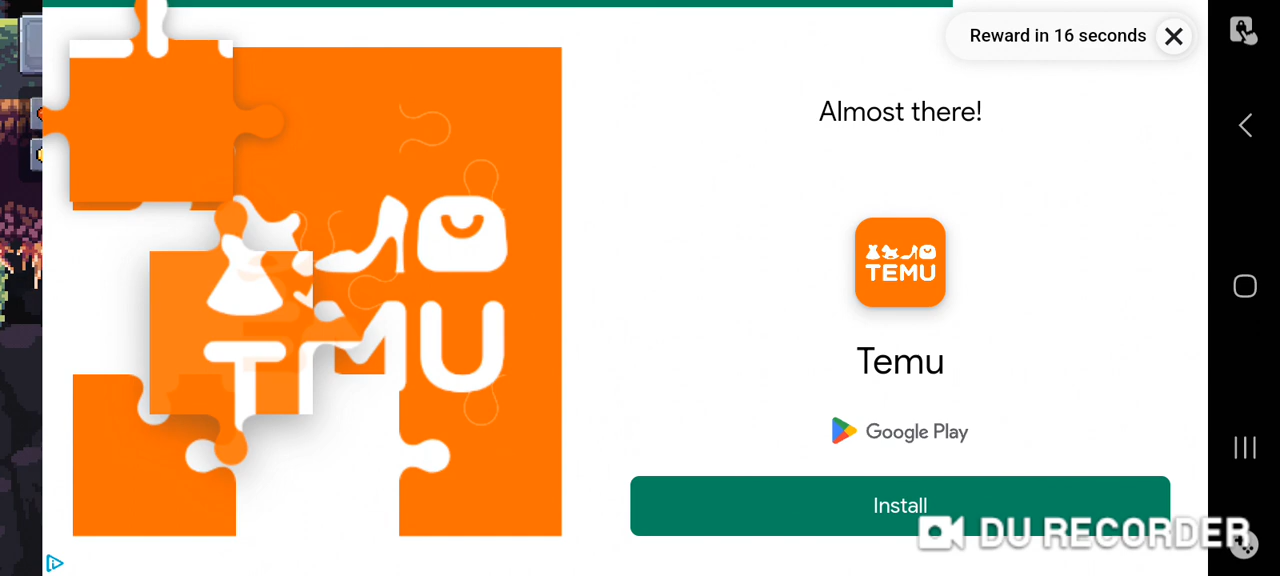 Reward in 16 seconds
Almost there!
TEMU
TEMU
Temu
Google Play
Install
DU RECORDER